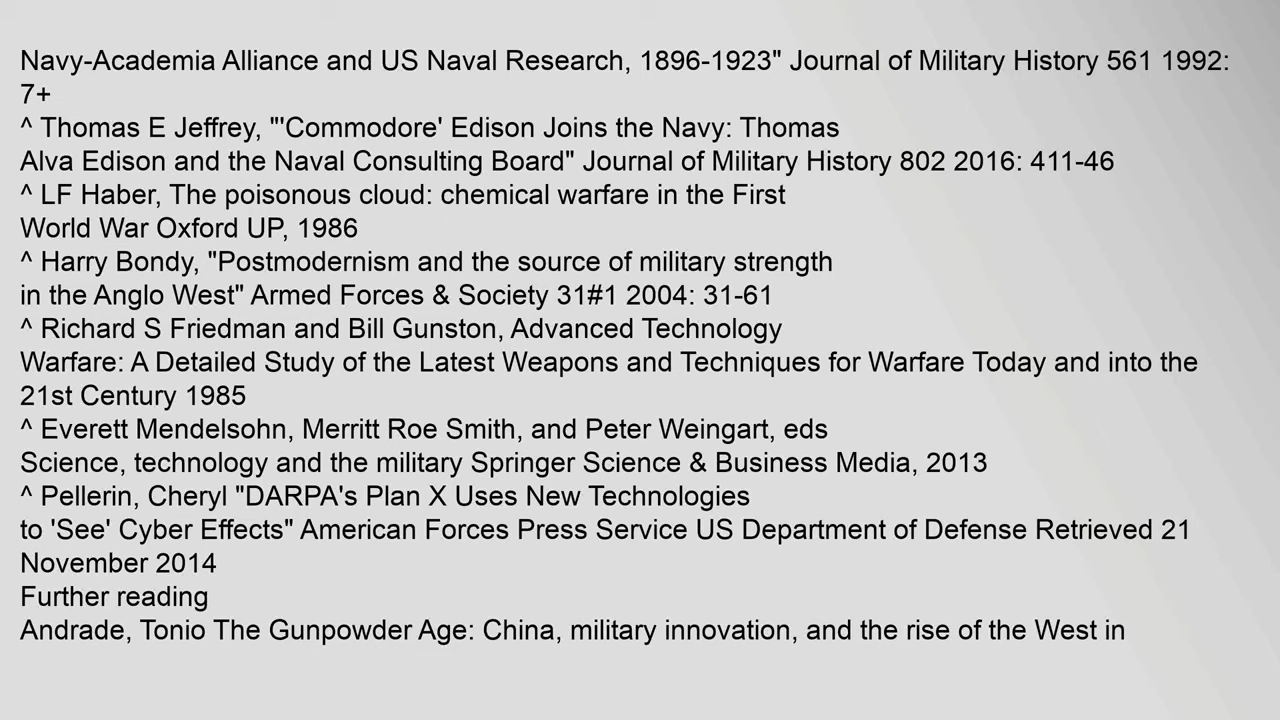 Navy-Academia Alliance and US Naval Research, 1896-1923" Journal of Military History 561 1992:
7+
^ Thomas E Jeffrey, "'Commodore' Edison Joins the Navy: Thomas
Alva Edison and the Naval Consulting Board" Journal of Military History 802 2016: 411-46
^ LF Haber, The poisonous cloud: chemical warfare in the First
World War Oxford UP, 1986
^ Harry Bondy, "Postmodernism and the source of military strength
in the Anglo West" Armed Forces & Society 31#1 2004: 31-61
^ Richard S Friedman and Bill Gunston, Advanced Technology
Warfare: A Detailed Study of the Latest Weapons and Techniques for Warfare Today and into the
21st Century 1985
^ Everett Mendelsohn, Merritt Roe Smith, and Peter Weingart, eds
Science, technology and the military Springer Science & Business Media, 2013
^ Pellerin, Cheryl "DARPA's Plan X Uses New Technologies
to 'See' Cyber Effects" American Forces Press Service US Department of Defense Retrieved 21
November 2014
Further reading
Andrade, Tonio The Gunpowder Age: China, military innovation, and the rise of the West in